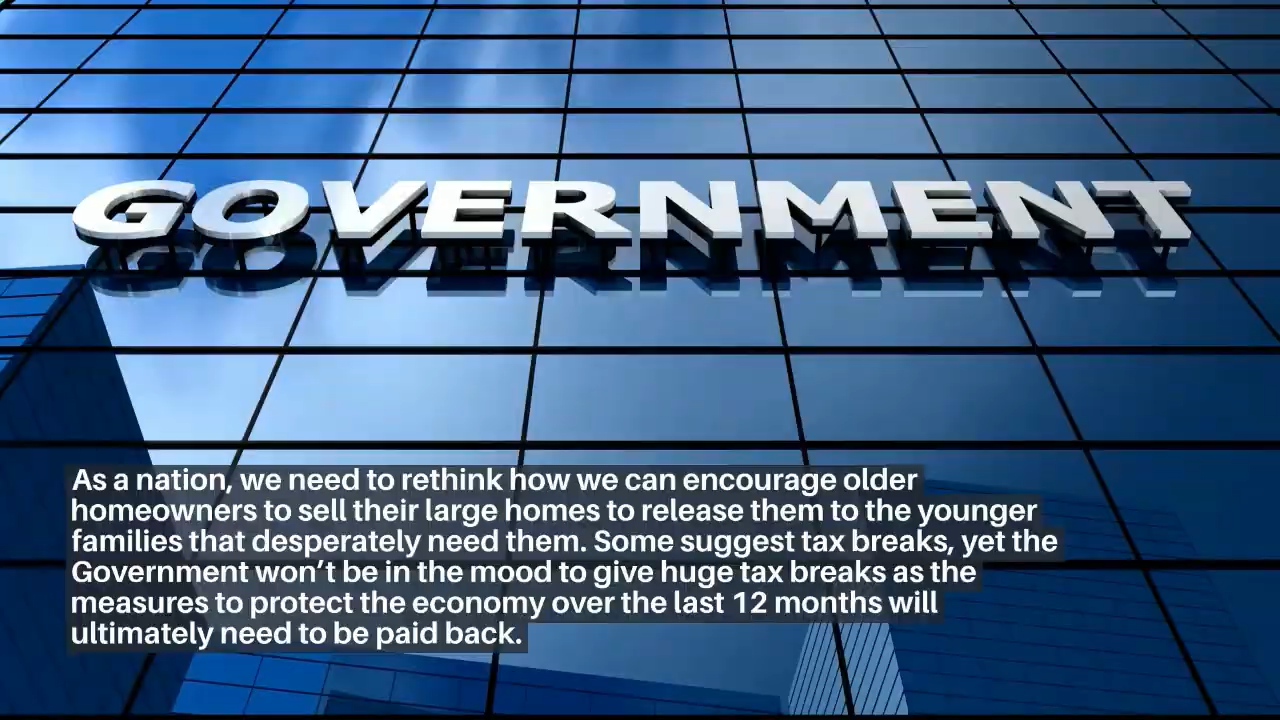 GOVERNMENT
As a nation, we need to rethink how we can encourage older
homeowners to sell their large homes to release them to the younger
families that desperately need them. Some suggest tax breaks, yet the
Government won’t be in the mood to give huge tax breaks as the
measures to protect the economy over the last 12 months will
ultimately need to be paid back.